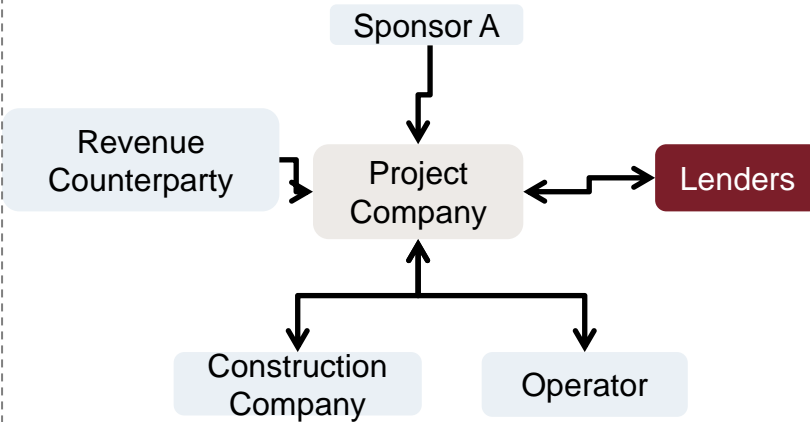 Sponsor A
Revenue
Counterparty
Project
Company
Lenders
Construction
Company
Operator